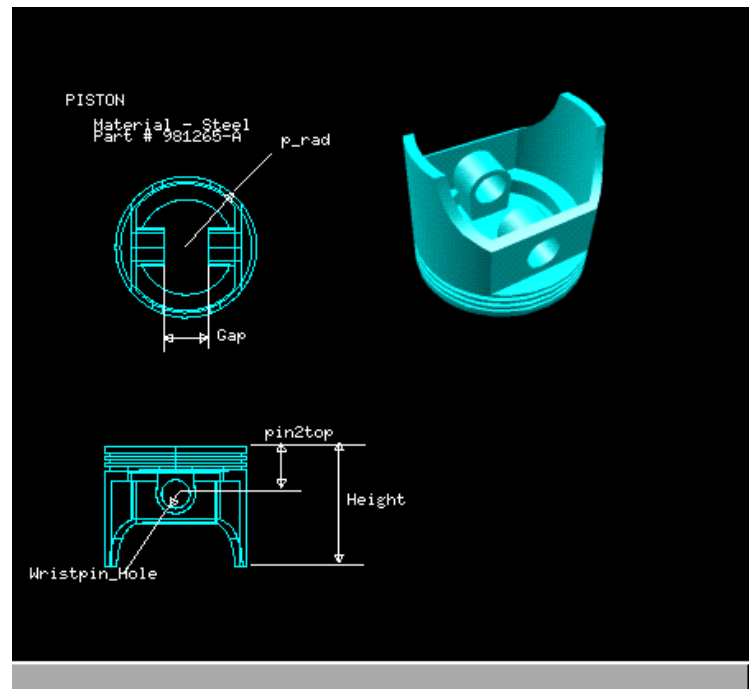 PISTON
Material - Steel
Part # 981265-A
p_rad
Gap
pin2top
Height
Wristpin_Hole